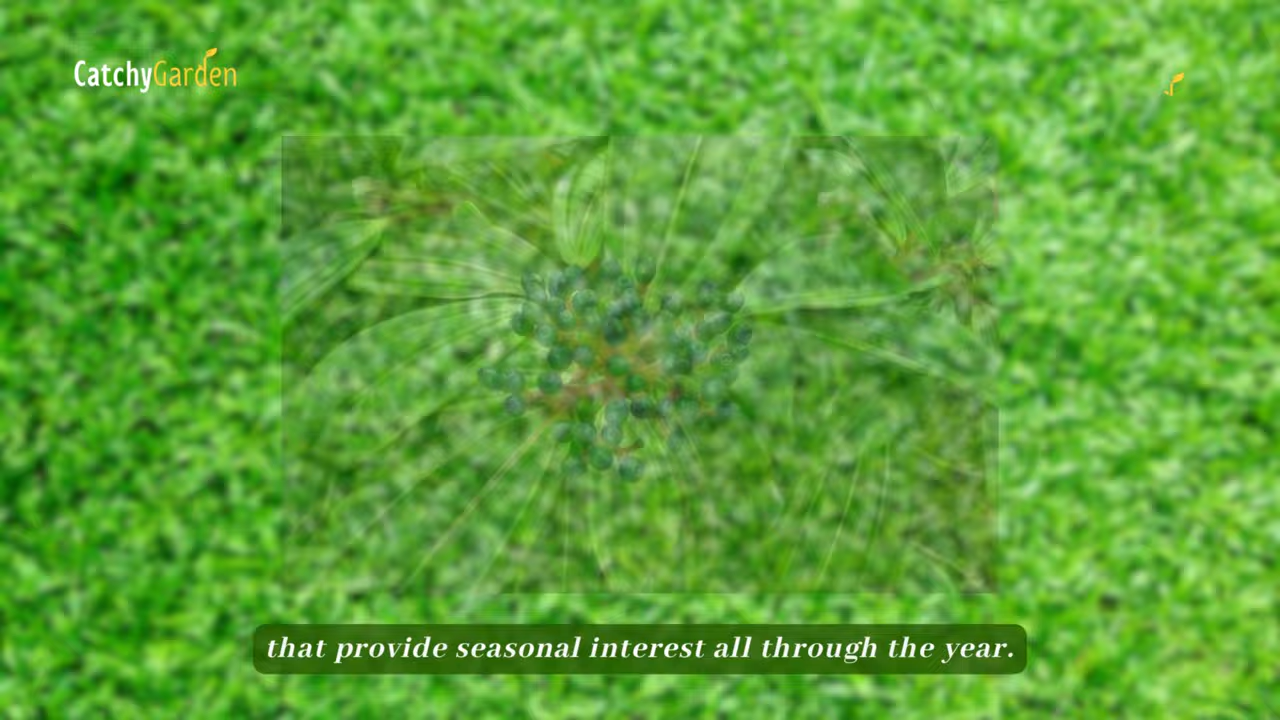 CatchyGarden
that provide seasonal interest all through the year.